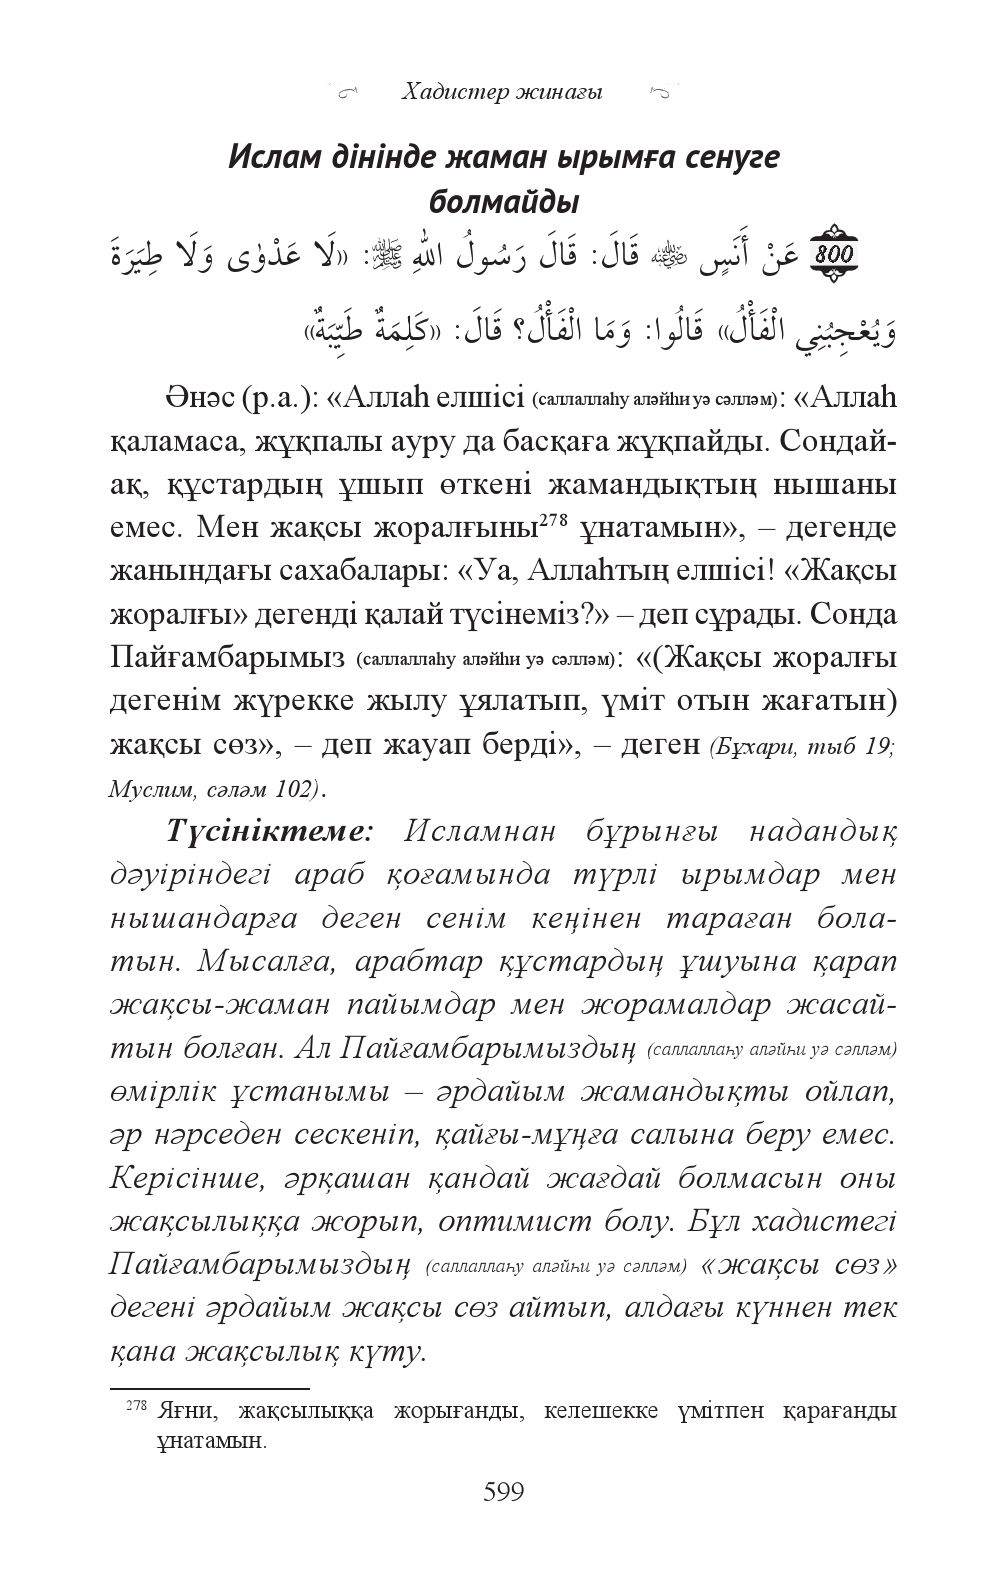 Хадистер жинағы
Ислам дінінде жаман ырымға сенуге
болмайды
800 عَنْ أَنَسٍ ﷺ قَالَ: قَالَ رَسُولُ اللهِ ﷺ: «لَا عَدْوٰى وَلَا طِيَرَةَ
وَيُعْجِبُنِي الْفَأْلُ» قَالُوا: وَمَا الْفَأْلُ؟ قَالَ: «كَلِمَةٌ طَيِّبَةٌ»
Әнәс (р.а.): «Аллаһ елшісі (саллаллаһу аләйһи уә сәлләм): «Аллаһ
қаламаса, жұқпалы ауру да басқаға жұқпайды. Сондай-
ақ, құстардың ұшып өткені жамандықтың нышаны
емес. Мен жақсы жоралғыны²⁷⁸ ұнатамын», – дегенде
жанындағы сахабалары: «Уа, Аллаһтың елшісі! «Жақсы
жоралғы» дегенді қалай түсінеміз?» – деп сұрады. Сонда
Пайғамбарымыз (саллаллаһу аләйһи уә сәлләм): «(Жақсы жоралғы
дегенім жүрекке жылу ұялатып, үміт отын жағатын)
жақсы сөз», – деп жауап берді», – деген (Бұхари, тыб 19;
Муслим, сәләм 102).
Түсініктеме: Исламнан бұрынғы надандық
дәуіріндегі араб қоғамында түрлі ырымдар мен
нышандарға деген сенім кеңінен тараған бола-
тын. Мысалға, арабтар құстардың ұшуына қарап
жақсы-жаман пайымдар мен жорамалдар жасай-
тын болған. Ал Пайғамбарымыздың (саллаллаһу аләйһи уә сәлләм)
өмірлік ұстанымы – әрдайым жамандықты ойлап,
әр нәрседен сескеніп, қайғы-мұңға салына беру емес.
Керісінше, әрқашан қандай жағдай болмасын оны
жақсылыққа жорып, оптимист болу. Бұл хадистегі
Пайғамбарымыздың (саллаллаһу аләйһи уә сәлләм) «жақсы сөз»
дегені әрдайым жақсы сөз айтып, алдағы күннен тек
қана жақсылық күту.
²⁷⁸ Яғни, жақсылыққа жорығанды, келешекке үмітпен қарағанды
ұнатамын.
599